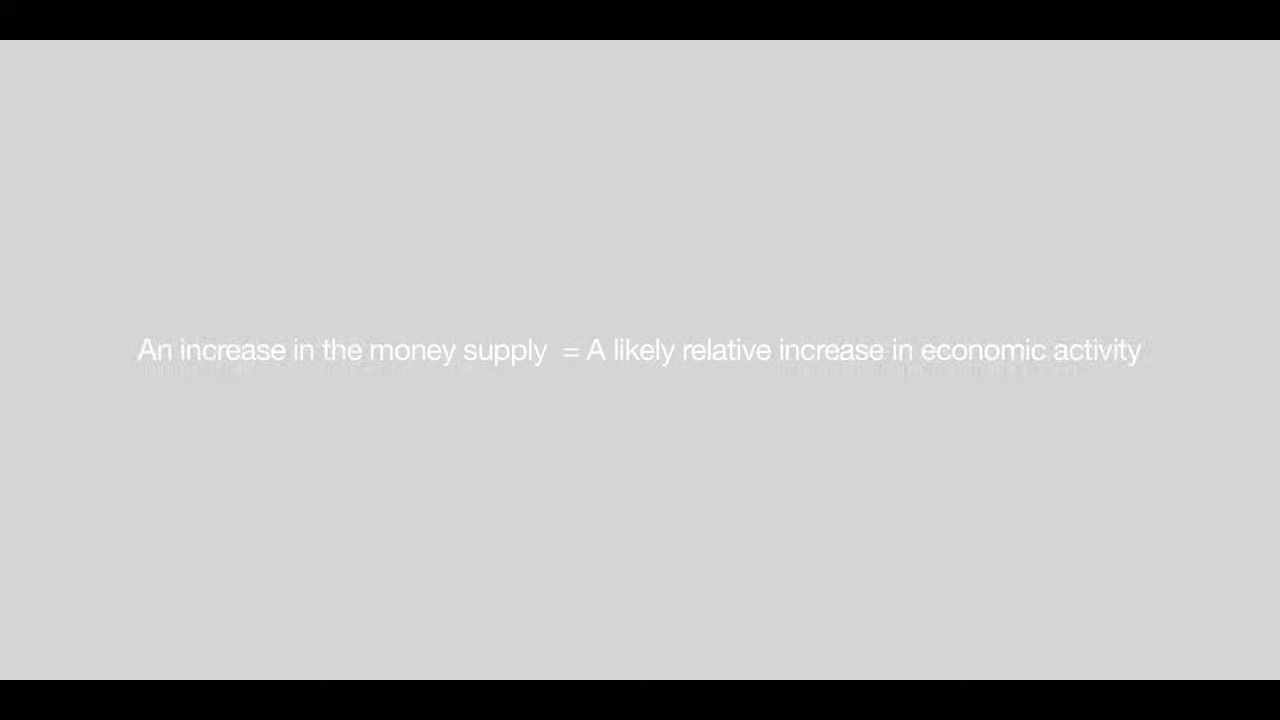 An increase in the money supply = A likely relative increase in economic activity